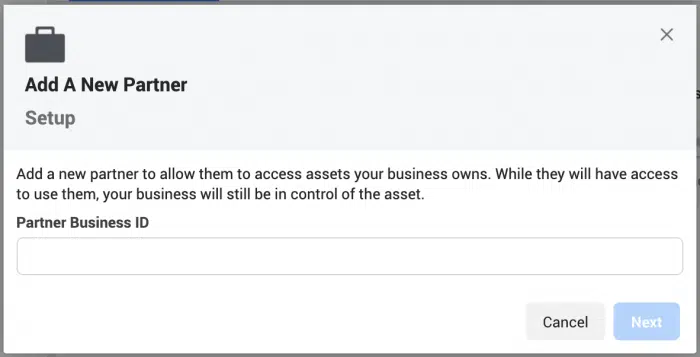 Add A New Partner
Setup
Add a new partner to allow them to access assets your business owns. While they will have access
to use them, your business will still be in control of the asset.
Partner Business ID
Cancel
Next